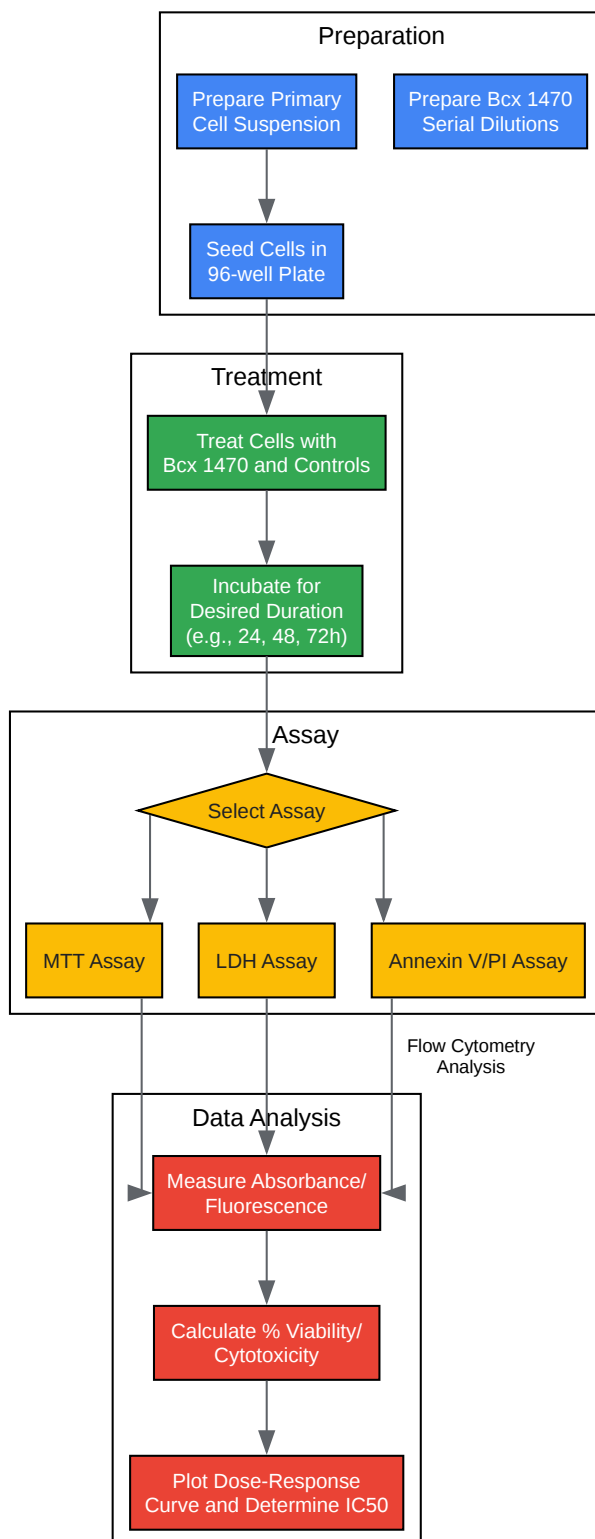 Preparation
Prepare Primary
Cell Suspension
Prepare Bcx 1470
Serial Dilutions
Seed Cells in
96-well Plate
Treatment
Treat Cells with
Bcx 1470 and Controls
Incubate for
Desired Duration
(e.g., 24, 48, 72h)
Assay
Select Assay
MTT Assay
LDH Assay
Annexin V/PI Assay
Flow Cytometry
Analysis
Data Analysis
Measure Absorbance/
Fluorescence
Calculate % Viability/
Cytotoxicity
Plot Dose-Response
Curve and Determine IC50